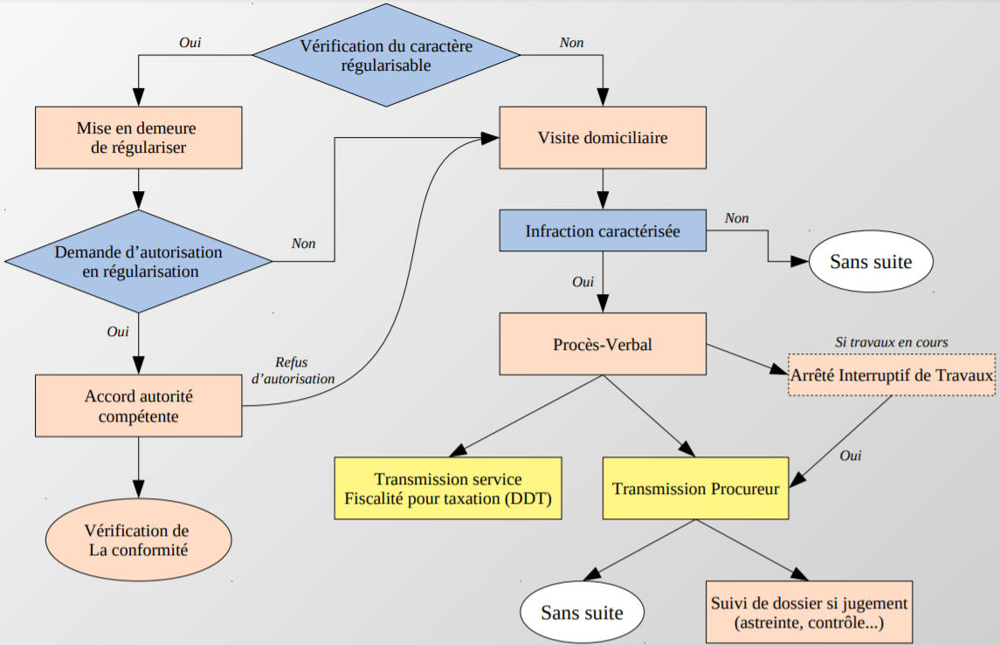 Oui
Vérification du caractère
régularisable
Non
Mise en demeure
de régulariser
Visite domiciliaire
Demande d’autorisation
en régularisation
Non
Infraction caractérisée
Non
Sans suite
Oui
Oui
Procès-Verbal
Si travaux en cours
Arrêté Interruptif de Travaux
Refus
d’autorisation
Accord autorité
compétente
Oui
Transmission service
Fiscalité pour taxation (DDT)
Transmission Procureur
Vérification de
La conformité
Sans suite
Suivi de dossier si jugement
(astreinte, contrôle...)